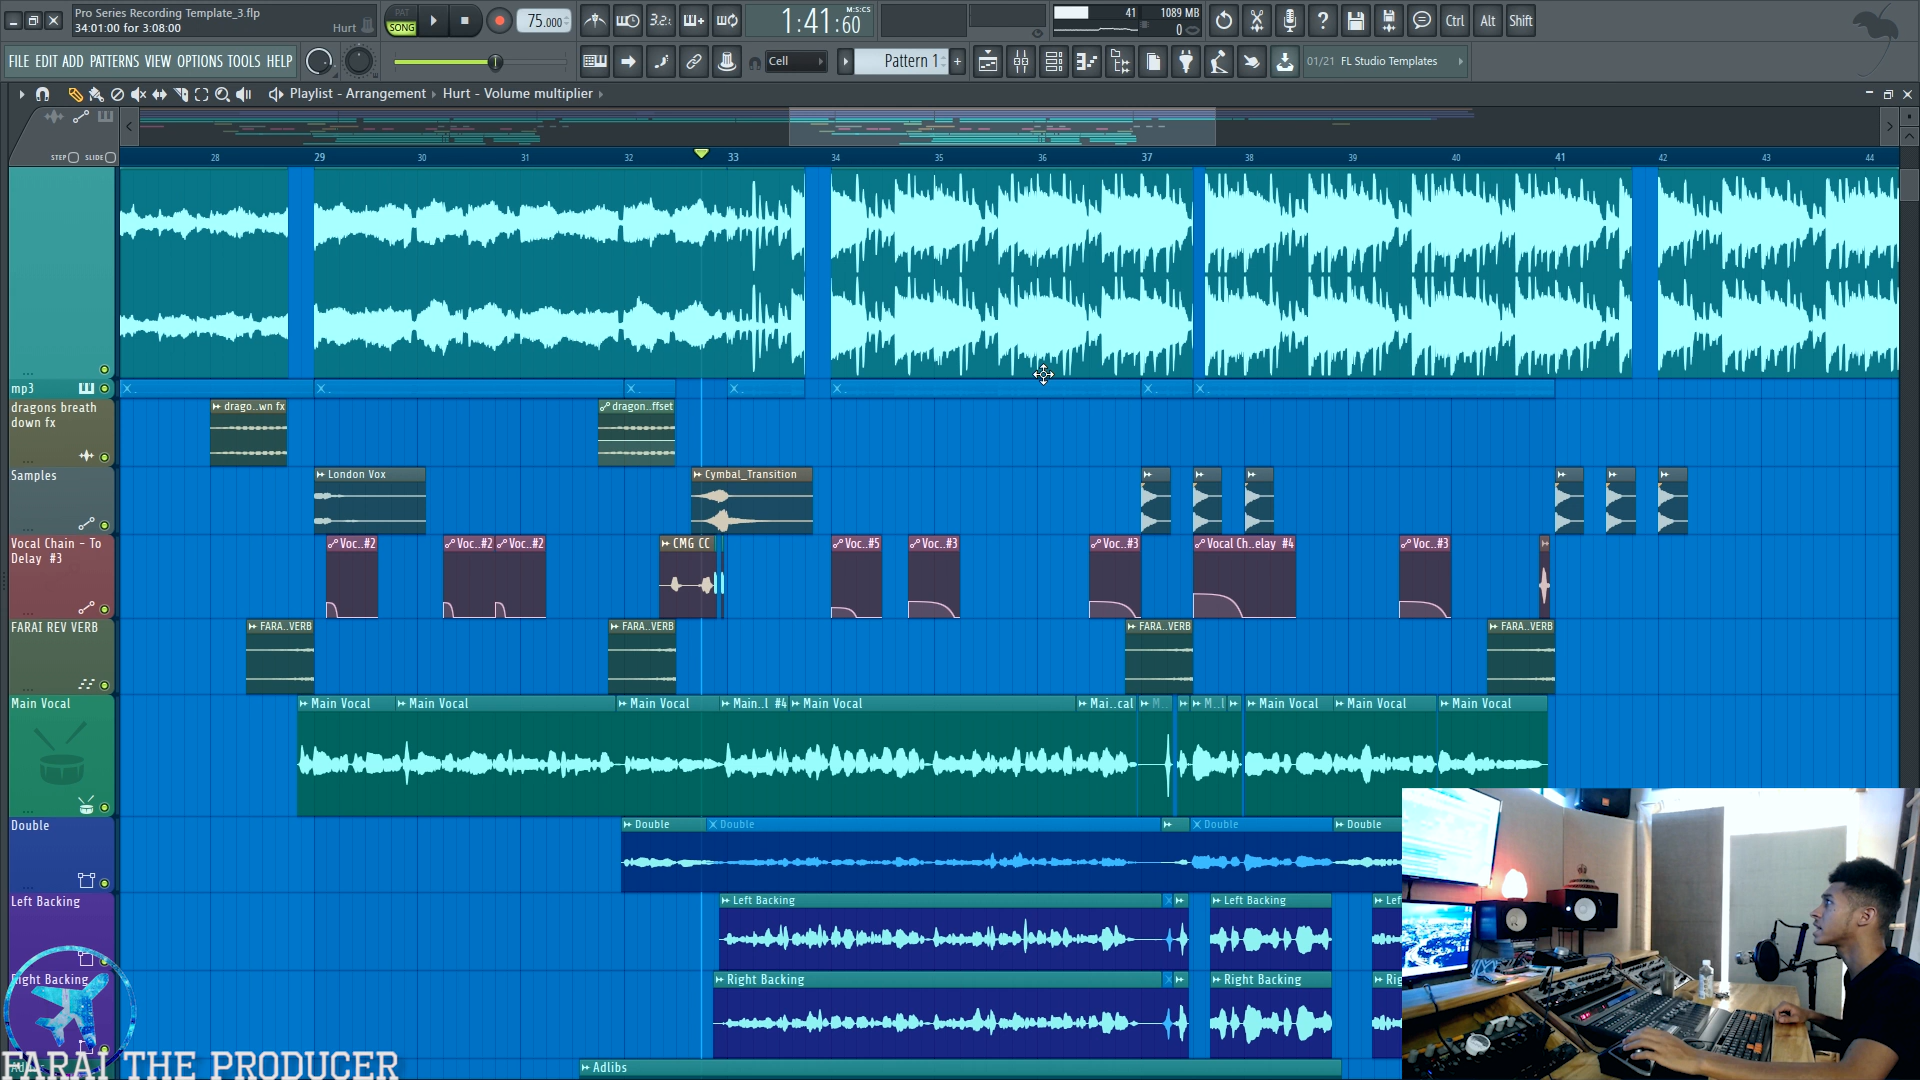 Pro Series Recording Template_3.flp
34:01:00 for 3:08:00
Hurt
PAT
SONG
75.000
3.2.:
1:41:60
M:S:CS
41
1089 MB
0
Ctrl
Alt
Shift
FILE EDIT ADD PATTERNS VIEW OPTIONS TOOLS HELP
Cell
Pattern 1
01/21 FL Studio Templates
Playlist - Arrangement
Hurt - Volume multiplier
STEP
SLIDE
28 29 30 31 32 33 34 35 36 37 38 39 40 41 42 43 44
mp3
dragons breath down fx
drago..wn fx
dragon..ffset
Samples
London Vox
Cymbal_Transition
Vocal Chain - To Delay #3
Voc..#2
Voc..#2
Voc..#2
CMG CC
Voc..#5
Voc..#3
Voc..#3
Vocal Ch..elay #4
Voc..#3
FARAI REV VERB
FARA..VERB
FARA..VERB
FARA..VERB
FARA..VERB
Main Vocal
Main Vocal
Main Vocal
Main Vocal
Main..l #4
Main Vocal
Mai..cal
M..
M..l
Main Vocal
Main Vocal
Main Vocal
Double
Double
Double
Double
Double
Left Backing
Left Backing
Left Backing
Lef
Right Backing
Right Backing
Right Backing
Rig
Adlibs
FARAI THE PRODUCER